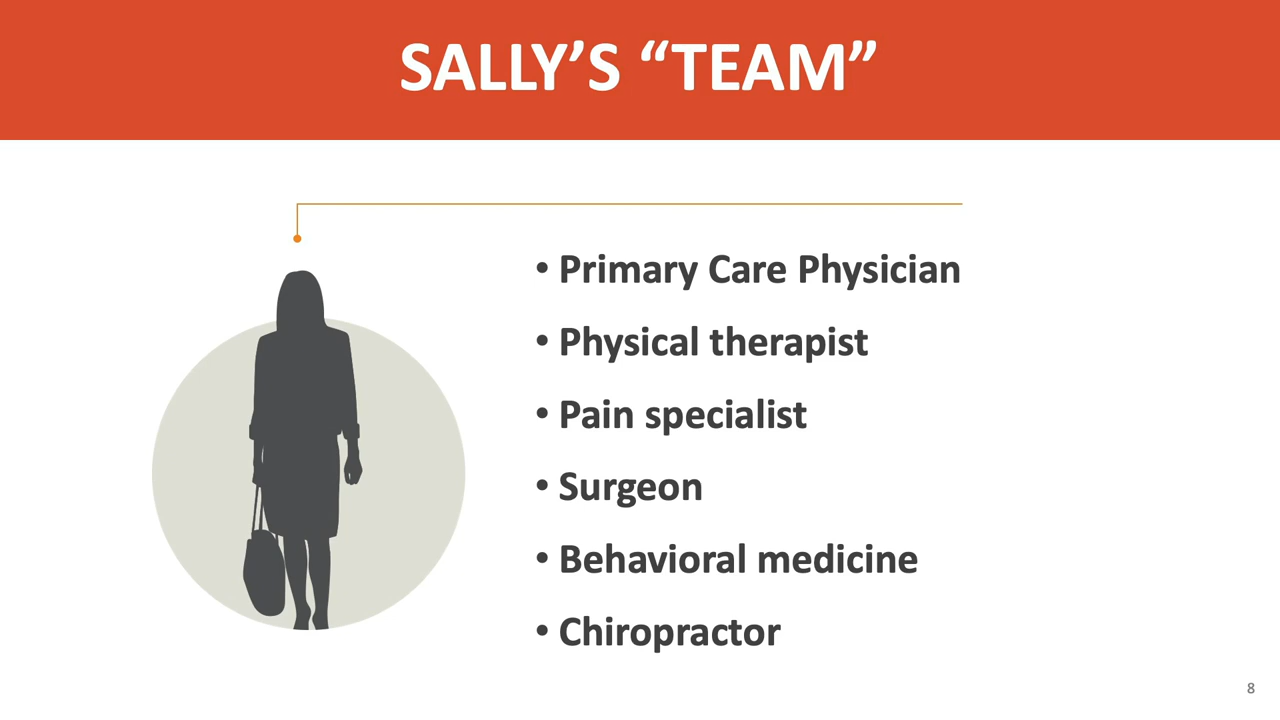 SALLY’S “TEAM”
• Primary Care Physician
• Physical therapist
• Pain specialist
• Surgeon
• Behavioral medicine
• Chiropractor
8